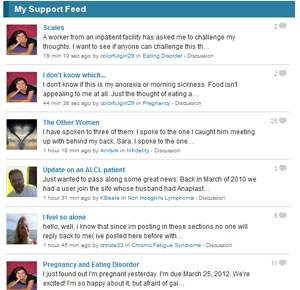 My Support Feed
Scales
2
A worker from an inpatient facility has asked me to challenge my
thoughts. I want to see if anyone can challenge this th...
19 min 10 sec ago by colorfulgirl29 in Eating Disorder - Discussion
I don't know which...
2
I don't know if this is my anorexia or morning sickness. Food isn't
appealing to me at all. Just the thought of eating a...
44 min 38 sec ago by colorfulgirl29 in Pregnancy - Discussion
The Other Women
25
I have spoken to three of them. I spoke to the one I caught him meeting
up with behind my back, Sara. I spoke to the one...
1 hour 18 min ago by in Infidelity - Discussion
Update on an ALCL patient
3
Just wanted to pass along some great news: Back in March of 2010 we
had a user join the site whose husband had Anaplast...
1 hour 31 min ago by KBeale in Non Hodgkins Lymphoma - Discussion
I feel so alone
8
hello, well, i know that since im posting in these sections no one will
reply back to me( ive posted here before with...
1 hour 45 min ago by christa33 in Chronic Fatigue Syndrome - Discussion
Pregnancy and Eating Disorder
11
I just found out I'm pregnant yesterday. I'm due March 25, 2012. We're
excited! I'm so happy about it, but afraid of gai...